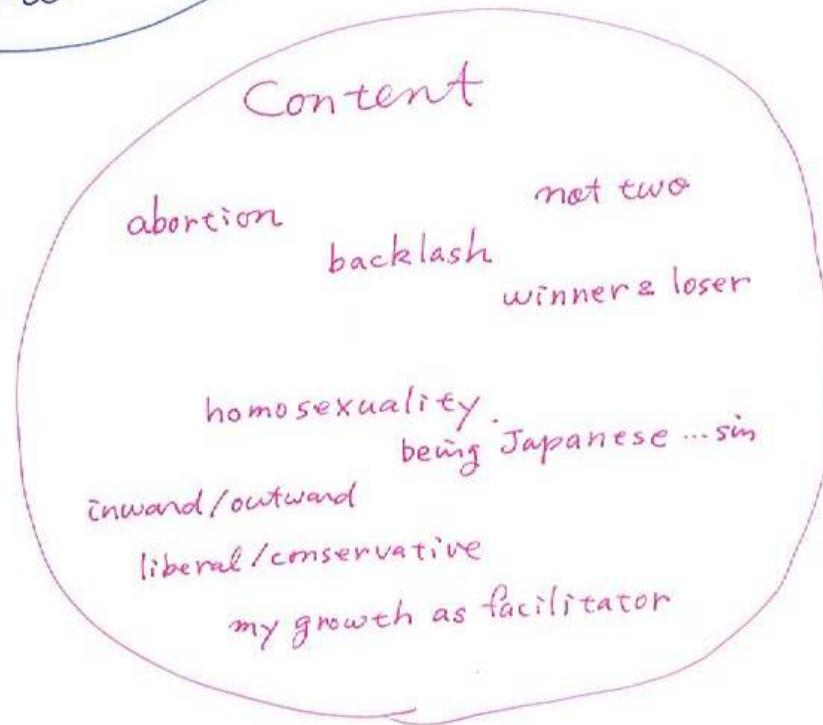 Content
abortion
not two
backlash
winner & loser
homosexuality.
being Japanese ... sin
inward/outward
liberal/conservative
my growth as facilitator